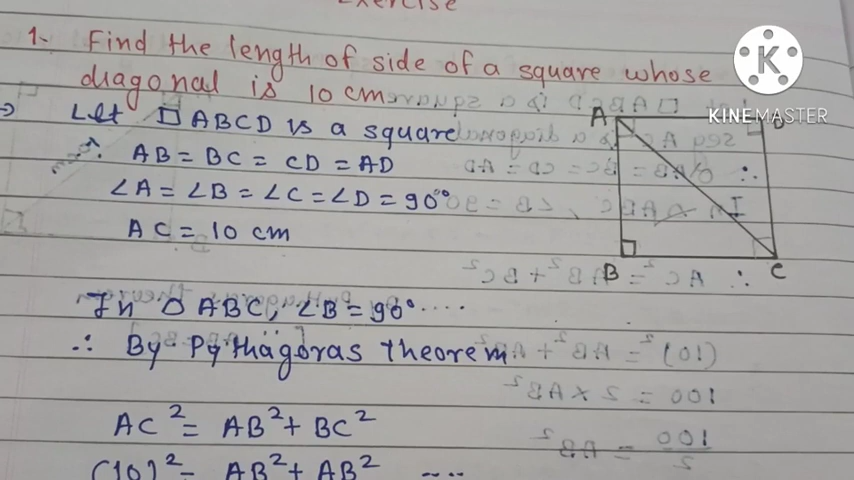 Exercise
1. Find the length of side of a square whose
diagonal is 10 cm
⇒ Let □ ABCD is a square
∴ AB = BC = CD = AD
∠A = ∠B = ∠C = ∠D = 90°
AC = 10 cm
In △ ABC, ∠B = 90° ....
∴ By Pythagoras theorem
AC² = AB² + BC²
(10)² = AB² + AB² ....
A
D
B
C
K
KINEMASTER